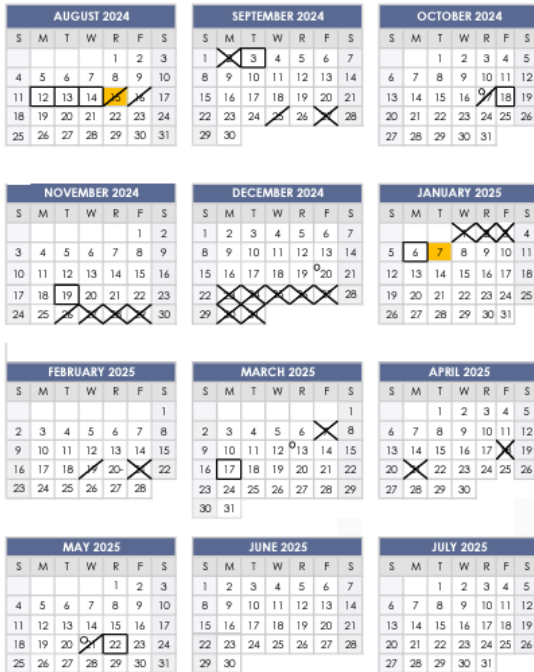 AUGUST 2024
S M T W R F S
1 2 3
4 5 6 7 8 9 10
11 12 13 14 15 16 17
18 19 20 21 22 23 24
25 26 27 28 29 30 31
SEPTEMBER 2024
S M T W R F S
1 3 4 5 6 7
8 9 10 11 12 13 14
15 16 17 18 19 20 21
22 23 24 25 26 28
29 30
OCTOBER 2024
S M T W R F S
1 2 3 4 5
6 7 8 9 10 11 12
13 14 15 16 17 18 19
20 21 22 23 24 25 26
27 28 29 30 31
NOVEMBER 2024
S M T W R F S
1 2
3 4 5 6 7 8 9
10 11 12 13 14 15 16
17 18 19 20 21 22 23
24 25 26 30
DECEMBER 2024
S M T W R F S
1 2 3 4 5 6 7
8 9 10 11 12 13 14
15 16 17 18 19 20 21
22 28
29
JANUARY 2025
S M T W R F S
4
5 6 7 8 9 10 11
12 13 14 15 16 17 18
19 20 21 22 23 24 25
26 27 28 29 30 31
FEBRUARY 2025
S M T W R F S
1
2 3 4 5 6 7 8
9 10 11 12 13 14 15
16 17 18 19 20- 22
23 24 25 26 27 28
MARCH 2025
S M T W R F S
1
2 3 4 5 6 8
9 10 11 12 13 14 15
16 17 18 19 20 21 22
23 24 25 26 27 28 29
30 31
APRIL 2025
S M T W R F S
1 2 3 4 5
6 7 8 9 10 11 12
13 14 15 16 17 19
20 22 23 24 25 26
27 28 29 30
MAY 2025
S M T W R F S
1 2 3
4 5 6 7 8 9 10
11 12 13 14 15 16 17
18 19 20 21 22 23 24
25 26 27 28 29 30 31
JUNE 2025
S M T W R F S
1 2 3 4 5 6 7
8 9 10 11 12 13 14
15 16 17 18 19 20 21
22 23 24 25 26 27 28
29 30
JULY 2025
S M T W R F S
1 2 3 4 5
6 7 8 9 10 11 12
13 14 15 16 17 18 19
20 21 22 23 24 25 26
27 28 29 30 31